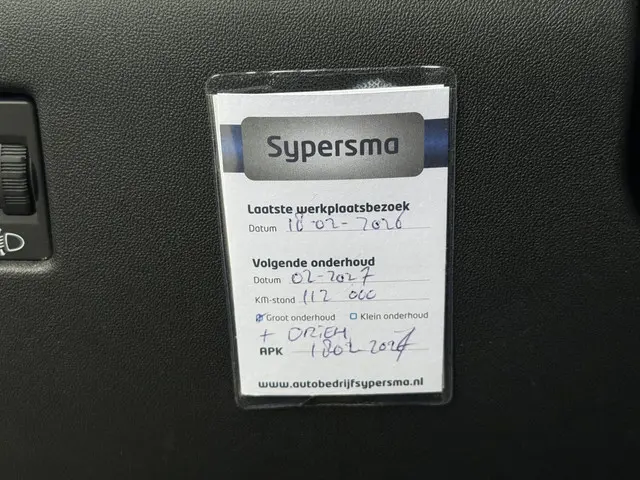 Sypersma
Laatste werkplaatsbezoek
Datum 18-02-2026
Volgende onderhoud
Datum 02-2027
KM-stand 112 000
Groot onderhoud Klein onderhoud
+
APK
www.autobedrijfsypersma.nl